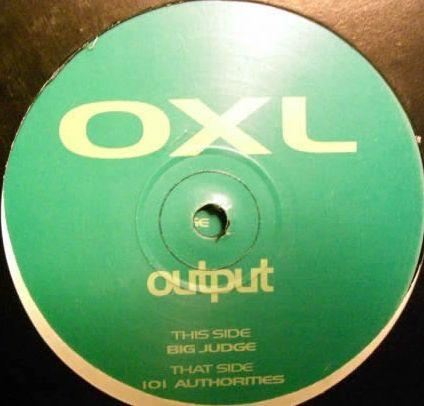 OXL
output
THIS SIDE
BIG JUDGE
THAT SIDE
101 AUTHORITIES